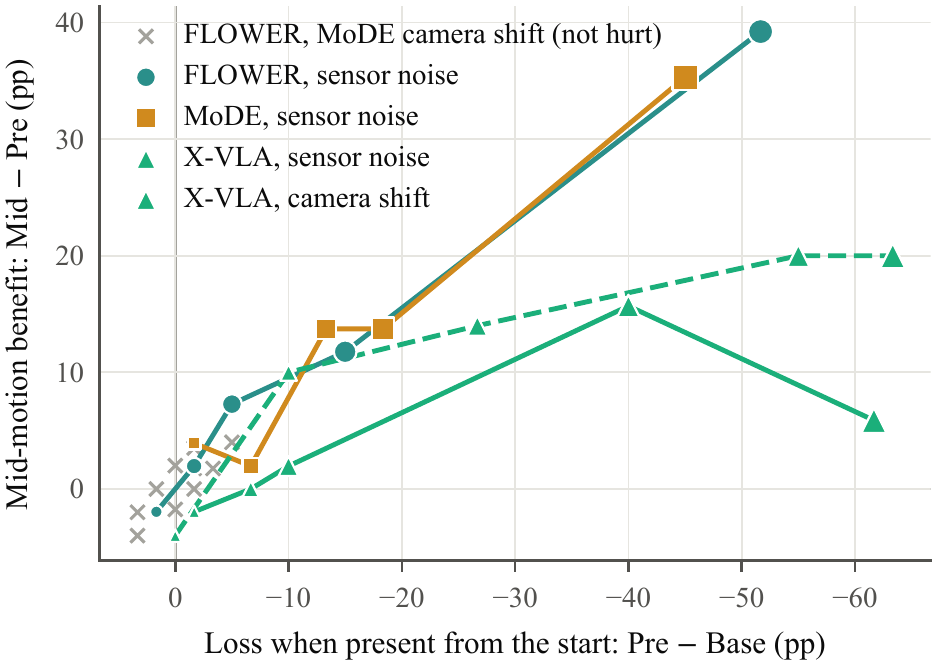 FLOWER, MoDE camera shift (not hurt)
FLOWER, sensor noise
MoDE, sensor noise
X-VLA, sensor noise
X-VLA, camera shift
Mid-motion benefit: Mid − Pre (pp)
40
30
20
10
0
0 −10 −20 −30 −40 −50 −60
Loss when present from the start: Pre − Base (pp)